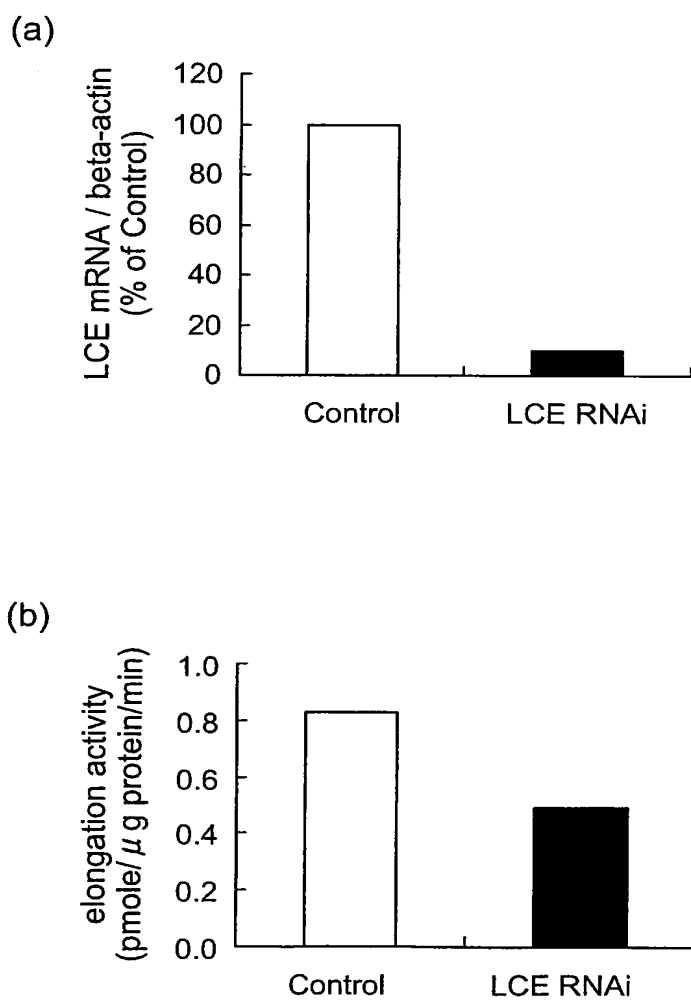 (a)
LCE mRNA / beta-actin
(% of Control)
120
100
80
60
40
20
0
Control LCE RNAi
(b)
elongation activity
(pmole/μg protein/min)
1.0
0.8
0.6
0.4
0.2
0.0
Control LCE RNAi